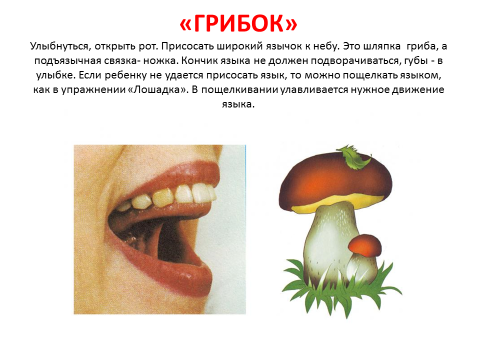 «ГРИБОК»
Улыбнуться, открыть рот. Присосать широкий язычок к небу. Это шляпка гриба, а
подъязычная связка- ножка. Кончик языка не должен подворачиваться, губы - в
улыбке. Если ребенку не удается присосать язык, то можно пощелкать языком,
как в упражнении «Лошадка». В пощелкивании улавливается нужное движение
языка.